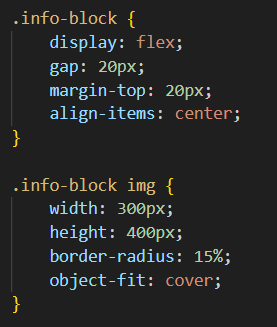 .info-block {
    display: flex;
    gap: 20px;
    margin-top: 20px;
    align-items: center;
}

.info-block img {
    width: 300px;
    height: 400px;
    border-radius: 15%;
    object-fit: cover;
}